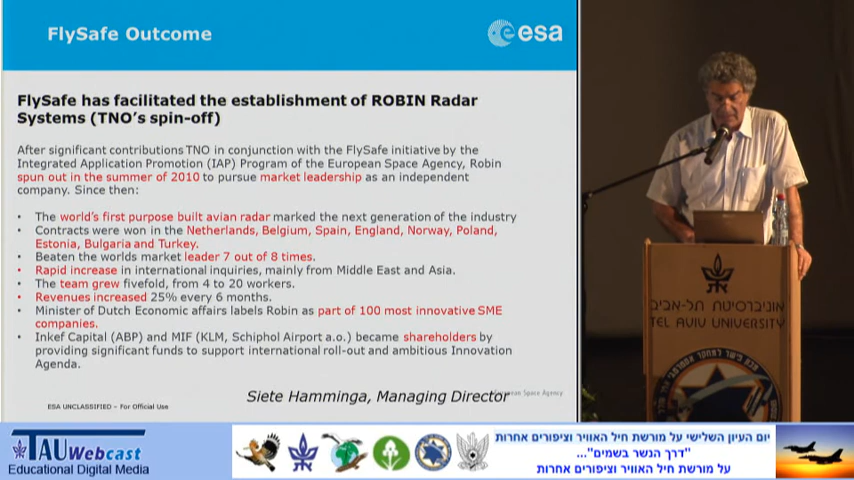 FlySafe Outcome
esa
FlySafe has facilitated the establishment of ROBIN Radar
Systems (TNO's spin-off)
After significant contributions TNO in conjunction with the FlySafe initiative by the
Integrated Application Promotion (IAP) Program of the European Space Agency, Robin
spun out in the summer of 2010 to pursue market leadership as an independent
company. Since then:
• The world's first purpose built avian radar marked the next generation of the industry
• Contracts were won in the Netherlands, Belgium, Spain, England, Norway, Poland,
Estonia, Bulgaria and Turkey.
• Beaten the worlds market leader 7 out of 8 times.
• Rapid increase in international inquiries, mainly from Middle East and Asia.
• The team grew fivefold, from 4 to 20 workers.
• Revenues increased 25% every 6 months.
• Minister of Dutch Economic affairs labels Robin as part of 100 most innovative SME
companies.
• Inkef Capital (ABP) and MIF (KLM, Schiphol Airport a.o.) became shareholders by
providing significant funds to support international roll-out and ambitious Innovation
Agenda.
Siete Hamminga, Managing Director
European Space Agency
ESA UNCLASSIFIED – For Official Use
אוניברסיטת תל-אביב
TEL AVIV UNIVERSITY
TAU Webcast
Educational Digital Media
יום העיון השלישי על מורשת חיל האוויר וציפורים אחרות
"דרך הנשר בשמים"...
על מורשת חיל האוויר וציפורים אחרות